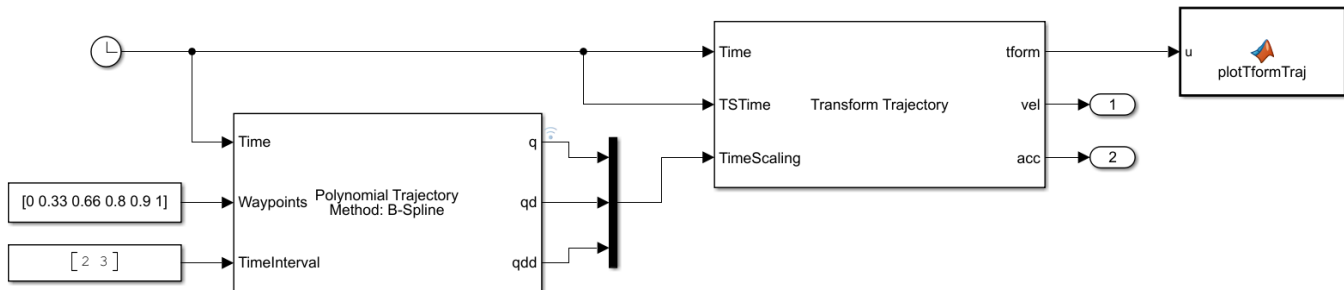 Time
tform
u
plotTformTraj
TSTime
Transform Trajectory
vel
1
Time
q
TimeScaling
acc
2
[0 0.33 0.66 0.8 0.9 1]
Waypoints
Polynomial Trajectory
Method: B-Spline
qd
[ 2 3 ]
TimeInterval
qdd